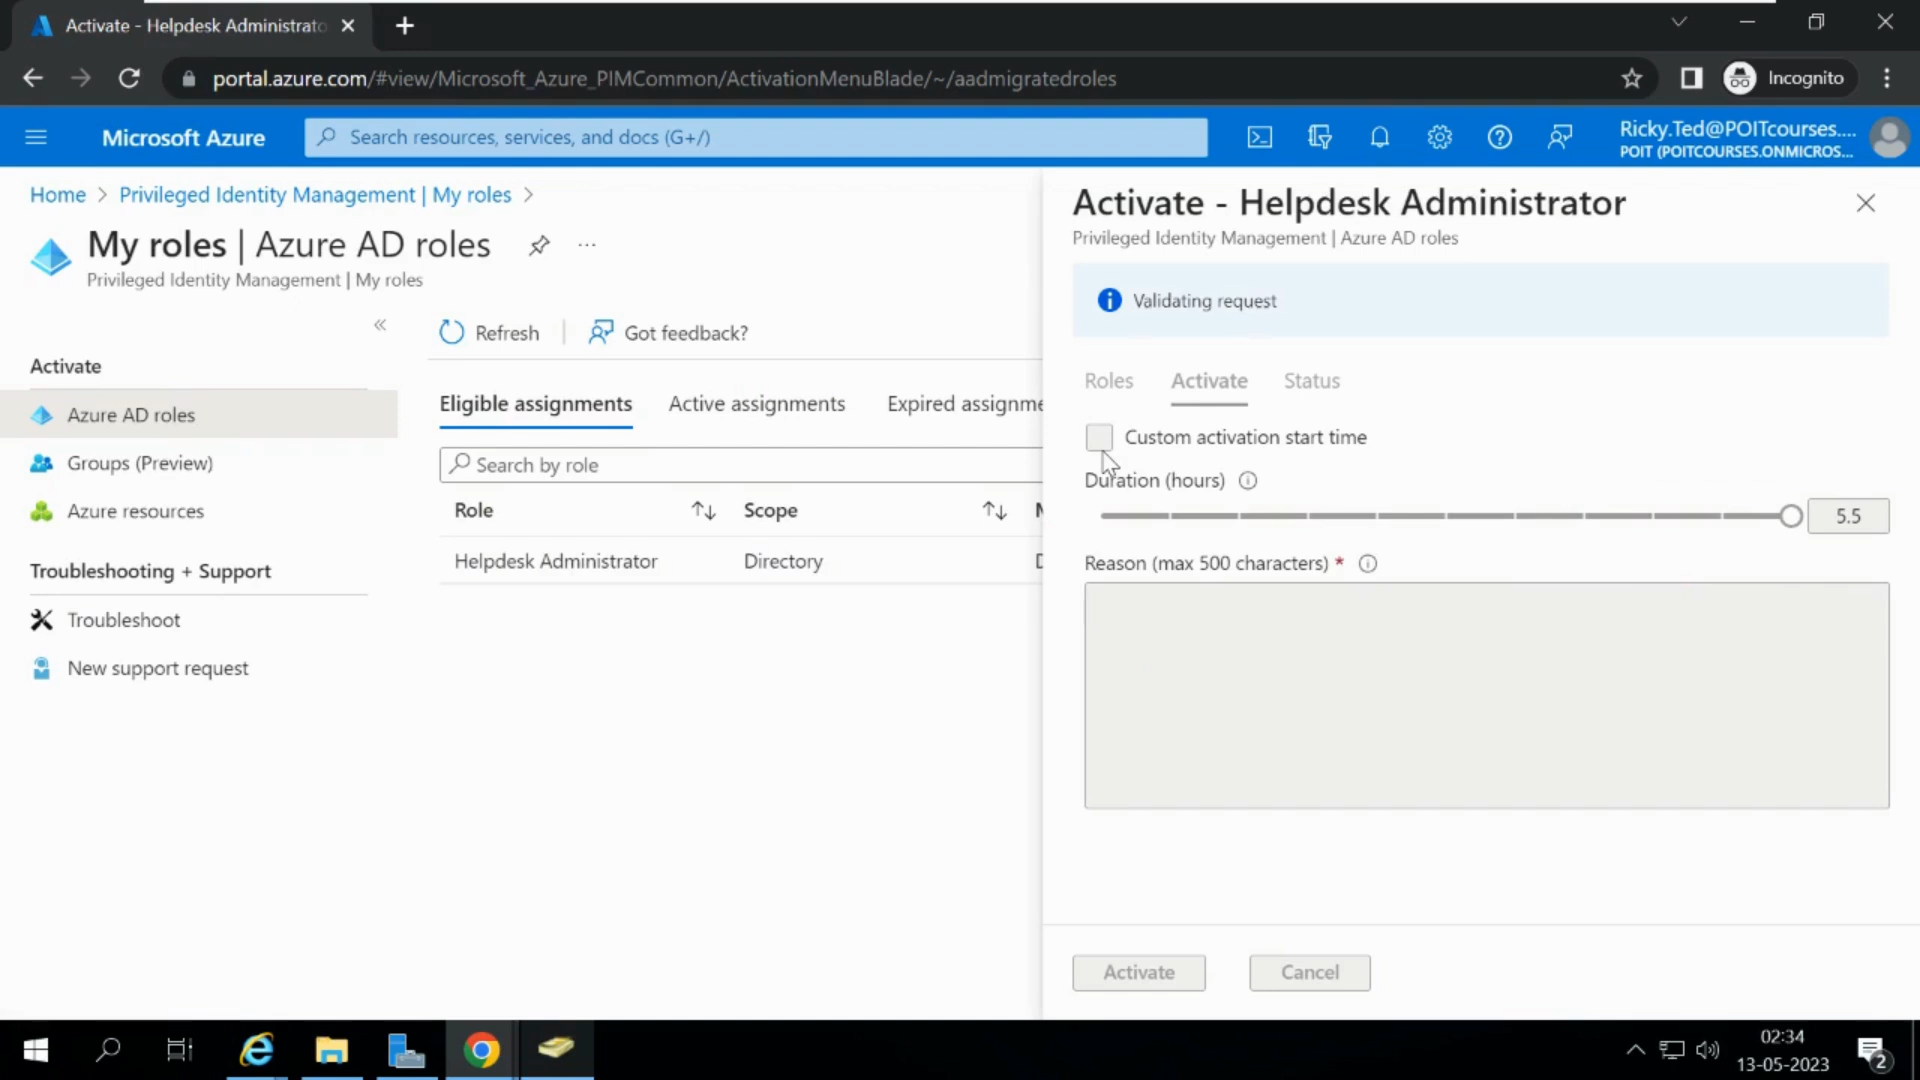 Activate - Helpdesk Administrato
portal.azure.com/#view/Microsoft_Azure_PIMCommon/ActivationMenuBlade/~/aadmigratedroles
Incognito
Microsoft Azure
Search resources, services, and docs (G+/)
Ricky.Ted@POITcourses....
POIT (POITCOURSES.ONMICROS...
Home > Privileged Identity Management | My roles >
My roles | Azure AD roles
...
Privileged Identity Management | My roles
«
Activate
Azure AD roles
Groups (Preview)
Azure resources
Troubleshooting + Support
Troubleshoot
New support request
Refresh
Got feedback?
Eligible assignments
Active assignments
Expired assignme
Search by role
Role
Scope
Helpdesk Administrator
Directory
Activate - Helpdesk Administrator
Privileged Identity Management | Azure AD roles
Validating request
Roles
Activate
Status
Custom activation start time
Duration (hours)
5.5
Reason (max 500 characters) *
Activate
Cancel
02:34
13-05-2023
2